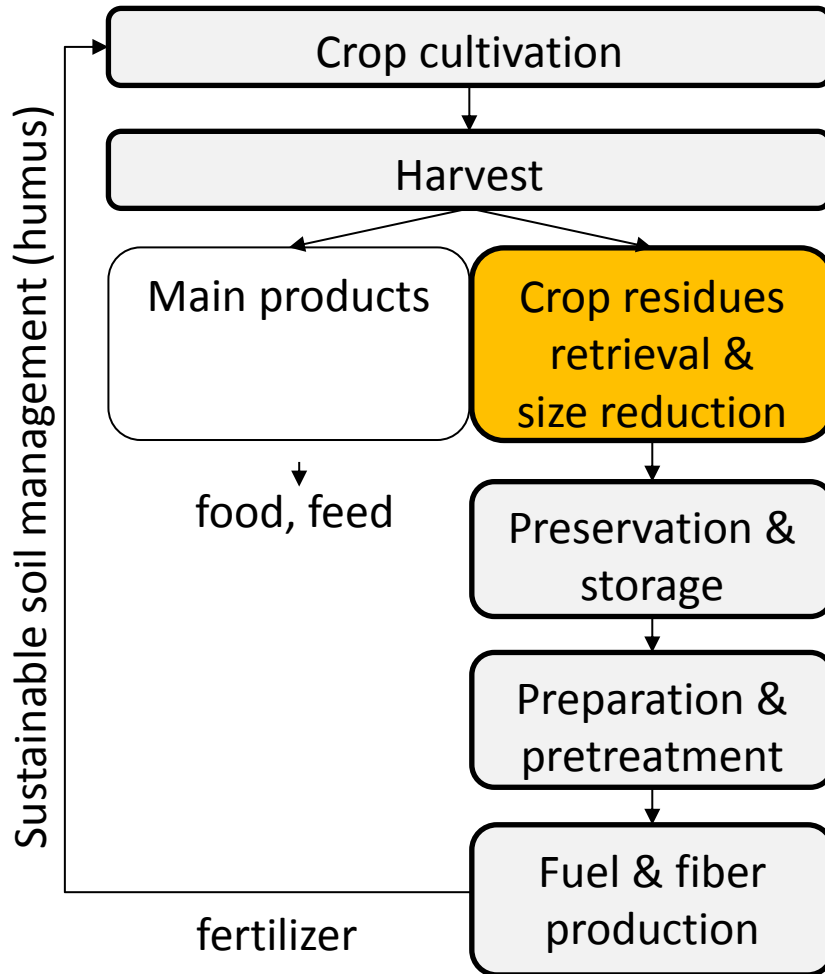 Crop cultivation
Harvest
Main products
Crop residues
retrieval &
size reduction
food, feed
Preservation &
storage
Preparation &
pretreatment
Fuel & fiber
production
fertilizer
Sustainable soil management (humus)